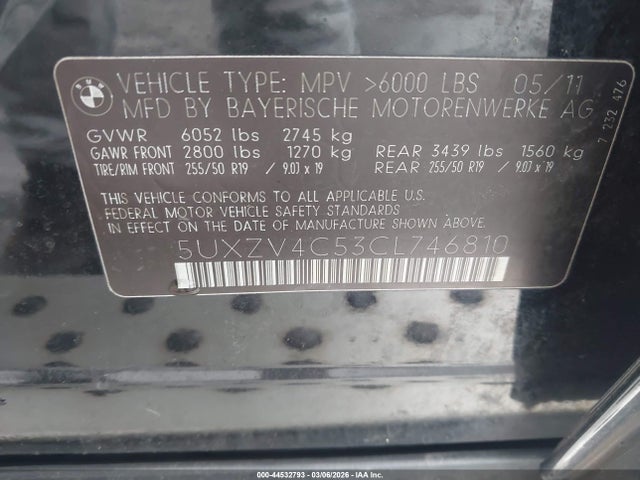 BMW
VEHICLE TYPE: MPV >6000 LBS 05/11
MFD BY BAYERISCHE MOTORENWERKE AG
GVWR 6052 lbs 2745 kg
GAWR FRONT 2800 lbs 1270 kg REAR 3439 lbs 1560 kg
TIRE/RIM FRONT 255/50 R19 / 9.0J x 19 REAR 255/50 R19 / 9.0J x 19
THIS VEHICLE CONFORMS TO ALL APPLICABLE U.S.
FEDERAL MOTOR VEHICLE SAFETY STANDARDS
IN EFFECT ON THE DATE OF MANUFACTURE SHOWN ABOVE.
5UXZV4C53CL746810
7 232 476
000-44532793 - 03/06/2026 - COPYRIGHT IAA, LLC.